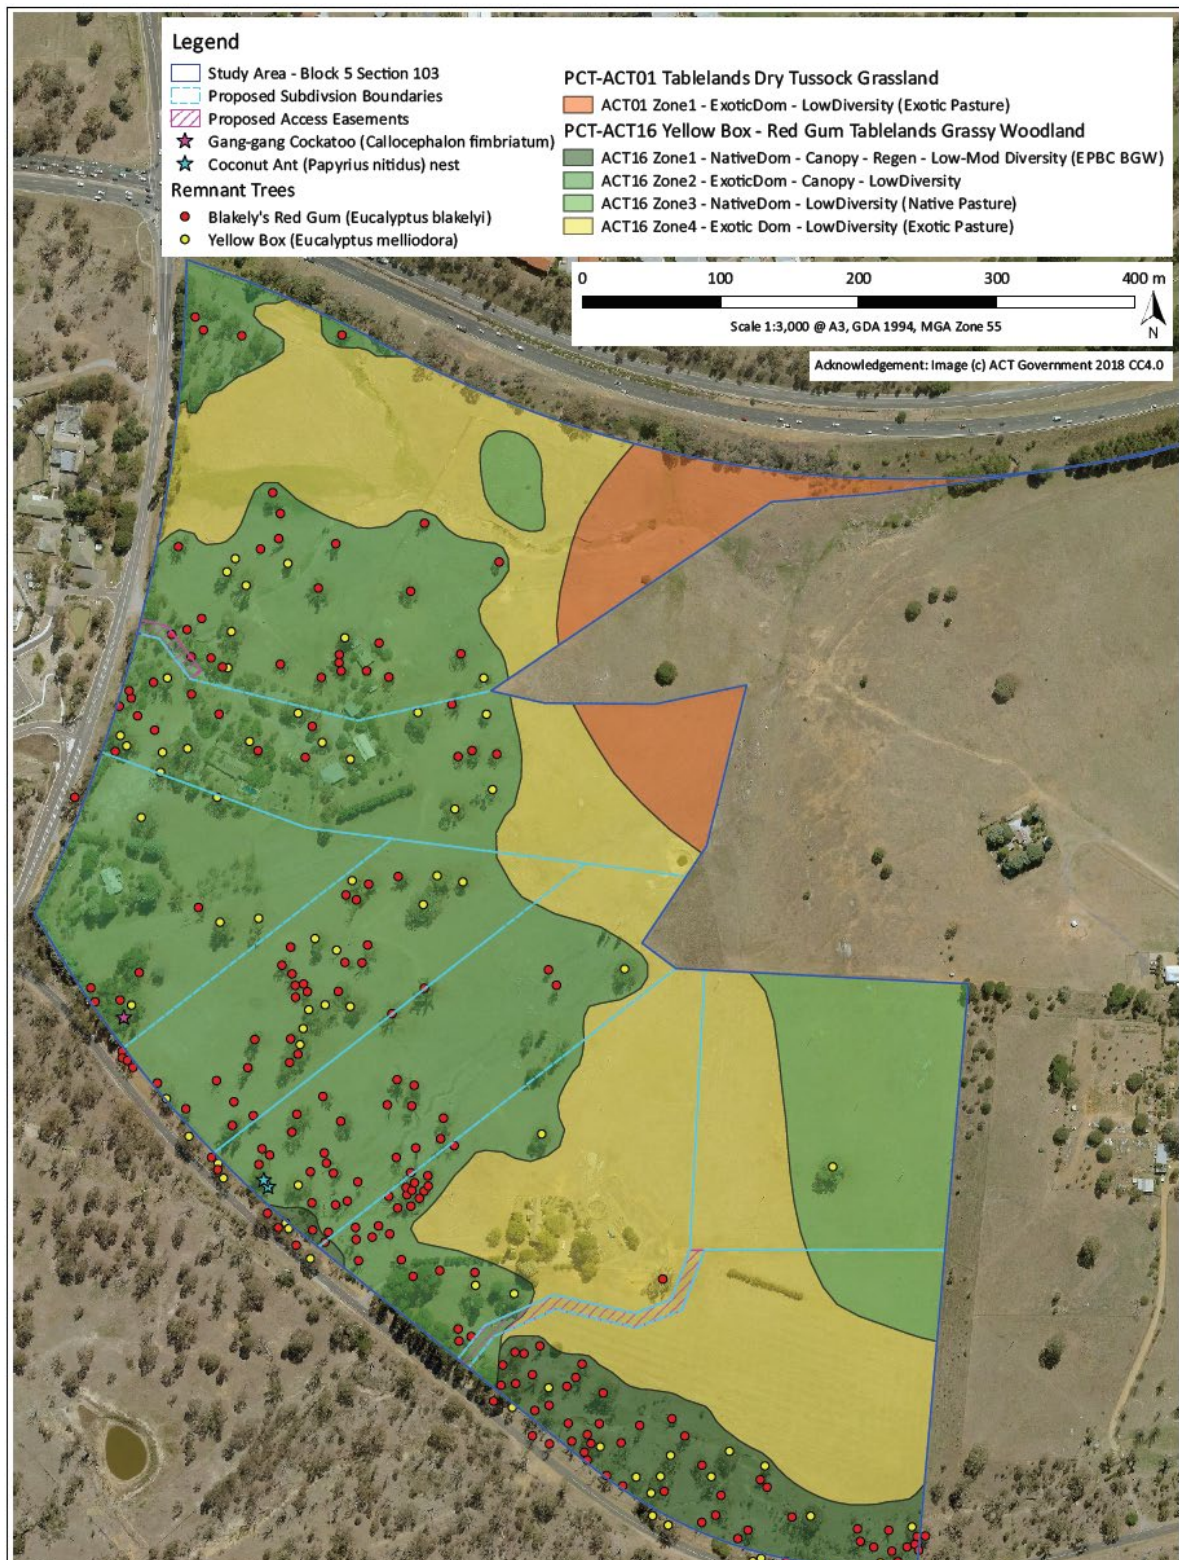 Legend
Study Area - Block 5 Section 103
Proposed Subdivsion Boundaries
Proposed Access Easements
Gang-gang Cockatoo (Callocephalon fimbriatum)
Coconut Ant (Papyrius nitidus) nest
Remnant Trees
Blakely's Red Gum (Eucalyptus blakelyi)
Yellow Box (Eucalyptus melliodora)
PCT-ACT01 Tablelands Dry Tussock Grassland
ACT01 Zone1 - ExoticDom - LowDiversity (Exotic Pasture)
PCT-ACT16 Yellow Box - Red Gum Tablelands Grassy Woodland
ACT16 Zone1 - NativeDom - Canopy - Regen - Low-Mod Diversity (EPBC BGW)
ACT16 Zone2 - ExoticDom - Canopy - LowDiversity
ACT16 Zone3 - NativeDom - LowDiversity (Native Pasture)
ACT16 Zone4 - Exotic Dom - LowDiversity (Exotic Pasture)
0 100 200 300 400 m
Scale 1:3,000 @ A3, GDA 1994, MGA Zone 55
N
Acknowledgement: Image (c) ACT Government 2018 CC4.0